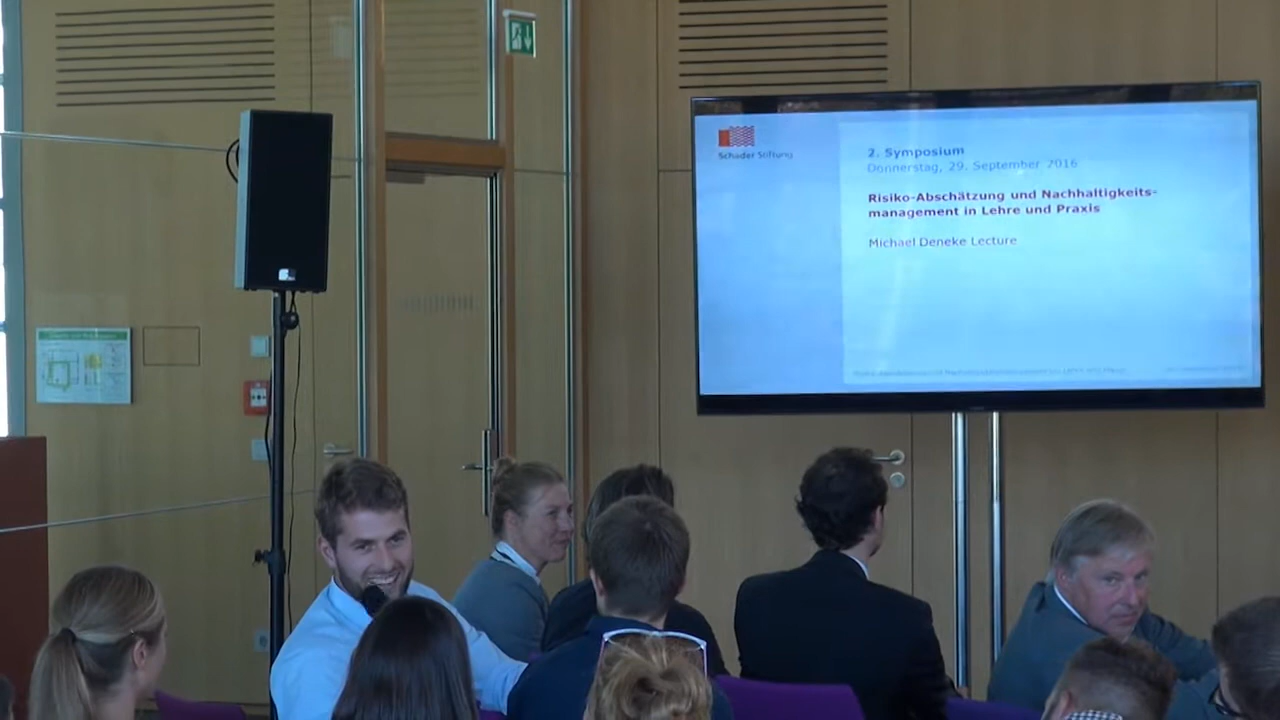 Schader Stiftung
2. Symposium
Donnerstag, 29. September 2016
Risiko-Abschätzung und Nachhaltigkeits-
management in Lehre und Praxis
Michael Deneke Lecture